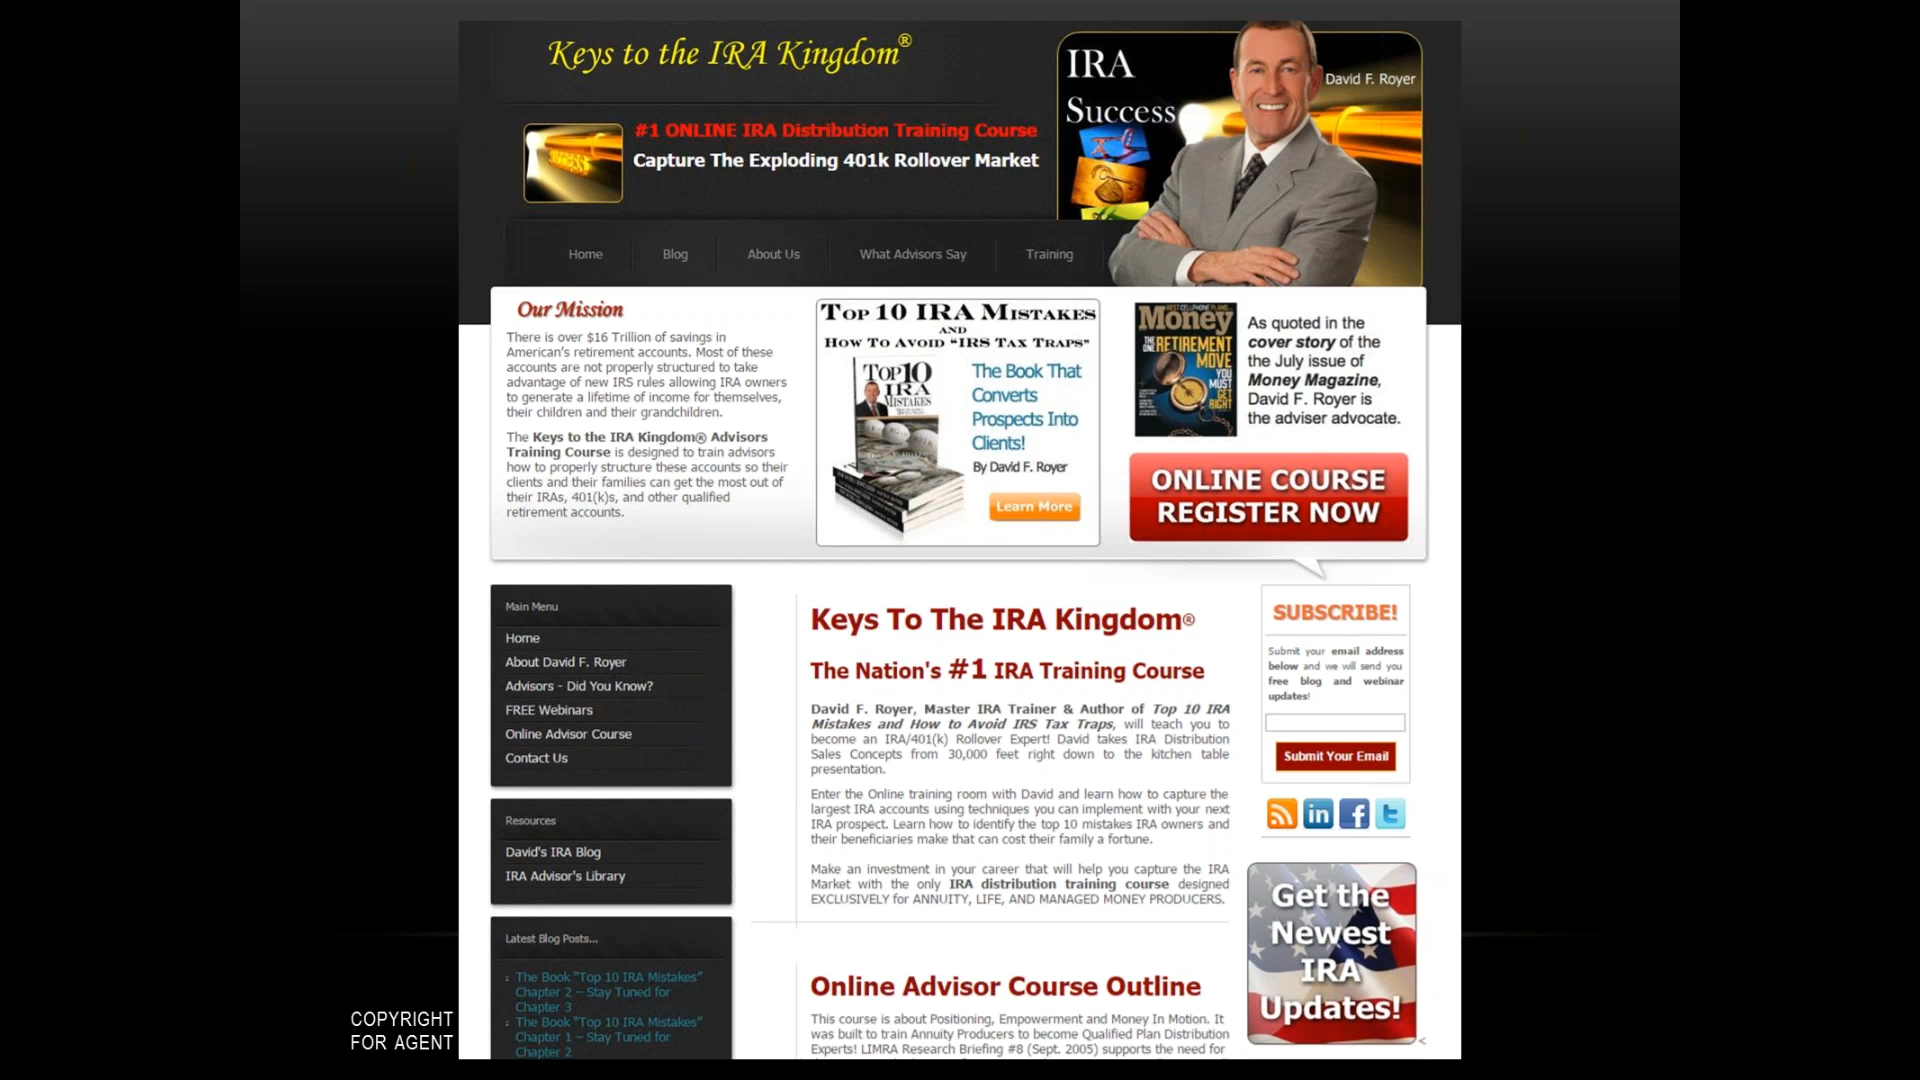 Keys to the IRA Kingdom®
#1 ONLINE IRA Distribution Training Course
Capture The Exploding 401k Rollover Market
SUCCESS
IRA
Success
David F. Royer
Home
Blog
About Us
What Advisors Say
Training
Our Mission
There is over $16 Trillion of savings in
American's retirement accounts. Most of these
accounts are not properly structured to take
advantage of new IRS rules allowing IRA owners
to generate a lifetime of income for themselves,
their children and their grandchildren.
The Keys to the IRA Kingdom® Advisors
Training Course is designed to train advisors
how to properly structure these accounts so their
clients and their families can get the most out of
their IRAs, 401(k)s, and other qualified
retirement accounts.
Top 10 IRA Mistakes
and
How To Avoid "IRS Tax Traps"
Top 10
IRA
Mistakes
The Book That
Converts
Prospects Into
Clients!
By David F. Royer
Learn More
Money
THE ONE RETIREMENT
MOVE
YOU
MUST
GET
RIGHT
As quoted in the
cover story of the
the July issue of
Money Magazine,
David F. Royer is
the adviser advocate.
ONLINE COURSE
REGISTER NOW
Main Menu
Home
About David F. Royer
Advisors - Did You Know?
FREE Webinars
Online Advisor Course
Contact Us
Resources
David's IRA Blog
IRA Advisor's Library
Latest Blog Posts...
The Book "Top 10 IRA Mistakes"
Chapter 2 – Stay Tuned for
Chapter 3
The Book "Top 10 IRA Mistakes"
Chapter 1 – Stay Tuned for
Chapter 2
Keys To The IRA Kingdom®
The Nation's #1 IRA Training Course
David F. Royer, Master IRA Trainer & Author of Top 10 IRA
Mistakes and How to Avoid IRS Tax Traps, will teach you to
become an IRA/401(k) Rollover Expert! David takes IRA Distribution
Sales Concepts from 30,000 feet right down to the kitchen table
presentation.
Enter the Online training room with David and learn how to capture the
largest IRA accounts using techniques you can implement with your next
IRA prospect. Learn how to identify the top 10 mistakes IRA owners and
their beneficiaries make that can cost their family a fortune.
Make an investment in your career that will help you capture the IRA
Market with the only IRA distribution training course designed
EXCLUSIVELY for ANNUITY, LIFE, AND MANAGED MONEY PRODUCERS.
Online Advisor Course Outline
This course is about Positioning, Empowerment and Money In Motion. It
was built to train Annuity Producers to become Qualified Plan Distribution
Experts! LIMRA Research Briefing #8 (Sept. 2005) supports the need for
SUBSCRIBE!
Submit your email address
below and we will send you
free blog and webinar
updates!
Submit Your Email
in
f
t
Get the
Newest
IRA
Updates!
<
COPYRIGHT
FOR AGENT